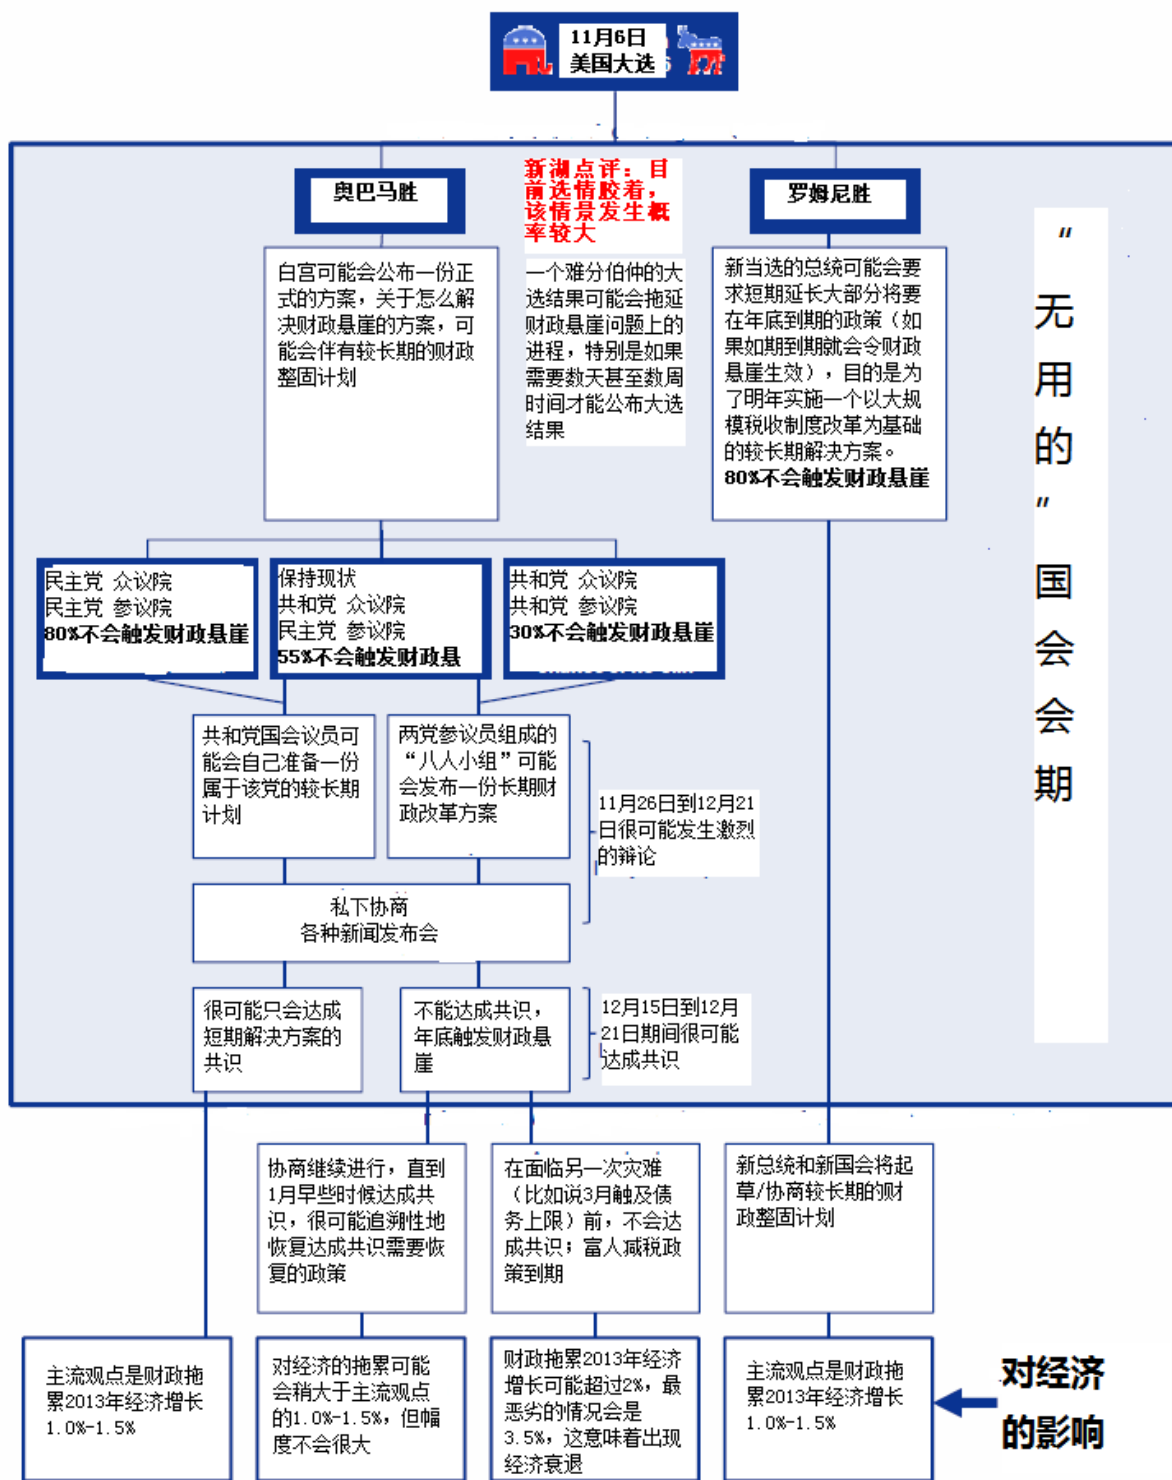 11月6日
美国大选
奥巴马胜
新湖点评：目
前选情胶着，
该情景发生概
率较大
罗姆尼胜
白宫可能会公布一份正
式的方案，关于怎么解
决财政悬崖的方案，可
能会伴有较长期的财政
整固计划
一个难分伯仲的大
选结果可能会拖延
财政悬崖问题上的
进程，特别是如果
需要数天甚至数周
时间才能公布大选
结果
新当选的总统可能会要
求短期延长大部分将要
在年底到期的政策（如
果如期到期就会令财政
悬崖生效），目的是为
了明年实施一个以大规
模税收制度改革为基础
的较长期解决方案。
80%不会触发财政悬崖
“无用的”国会会期
民主党 众议院
民主党 参议院
80%不会触发财政悬崖
保持现状
共和党 众议院
民主党 参议院
55%不会触发财政悬
共和党 众议院
共和党 参议院
30%不会触发财政悬崖
共和党国会议员可
能会自己准备一份
属于该党的较长期
计划
两党参议员组成的
“八人小组”可能
会发布一份长期财
政改革方案
11月26日到12月21
日很可能发生激烈
的辩论
私下协商
各种新闻发布会
很可能只会达成
短期解决方案的
共识
不能达成共识，
年底触发财政悬
崖
12月15日到12月
21日期间很可能
达成共识
协商继续进行，直到
1月早些时候达成共
识，很可能追溯性地
恢复达成共识需要恢
复的政策
在面临另一次灾难
（比如说3月触及债
务上限）前，不会达
成共识；富人减税政
策到期
新总统和新国会将起
草/协商较长期的财
政整固计划
主流观点是财政拖
累2013年经济增长
1.0%-1.5%
对经济的拖累可能
会稍大于主流观点
的1.0%-1.5%，但幅
度不会很大
财政拖累2013年经济
增长可能超过2%，最
恶劣的情况会是
3.5%，这意味着出现
经济衰退
主流观点是财政拖
累2013年经济增长
1.0%-1.5%
对经济
的影响